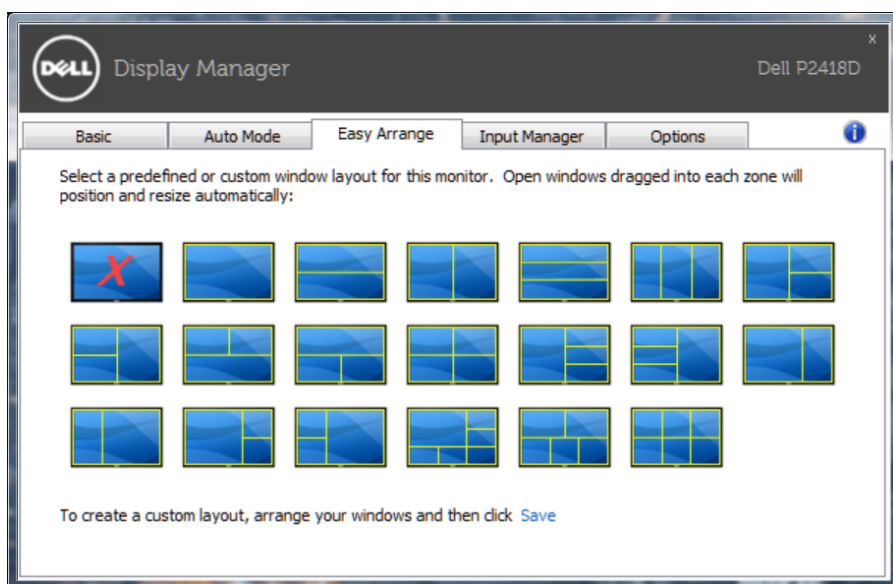 DELL
Display Manager
x
Dell P2418D
Basic
Auto Mode
Easy Arrange
Input Manager
Options
i
Select a predefined or custom window layout for this monitor. Open windows dragged into each zone will
position and resize automatically:
X
To create a custom layout, arrange your windows and then click Save